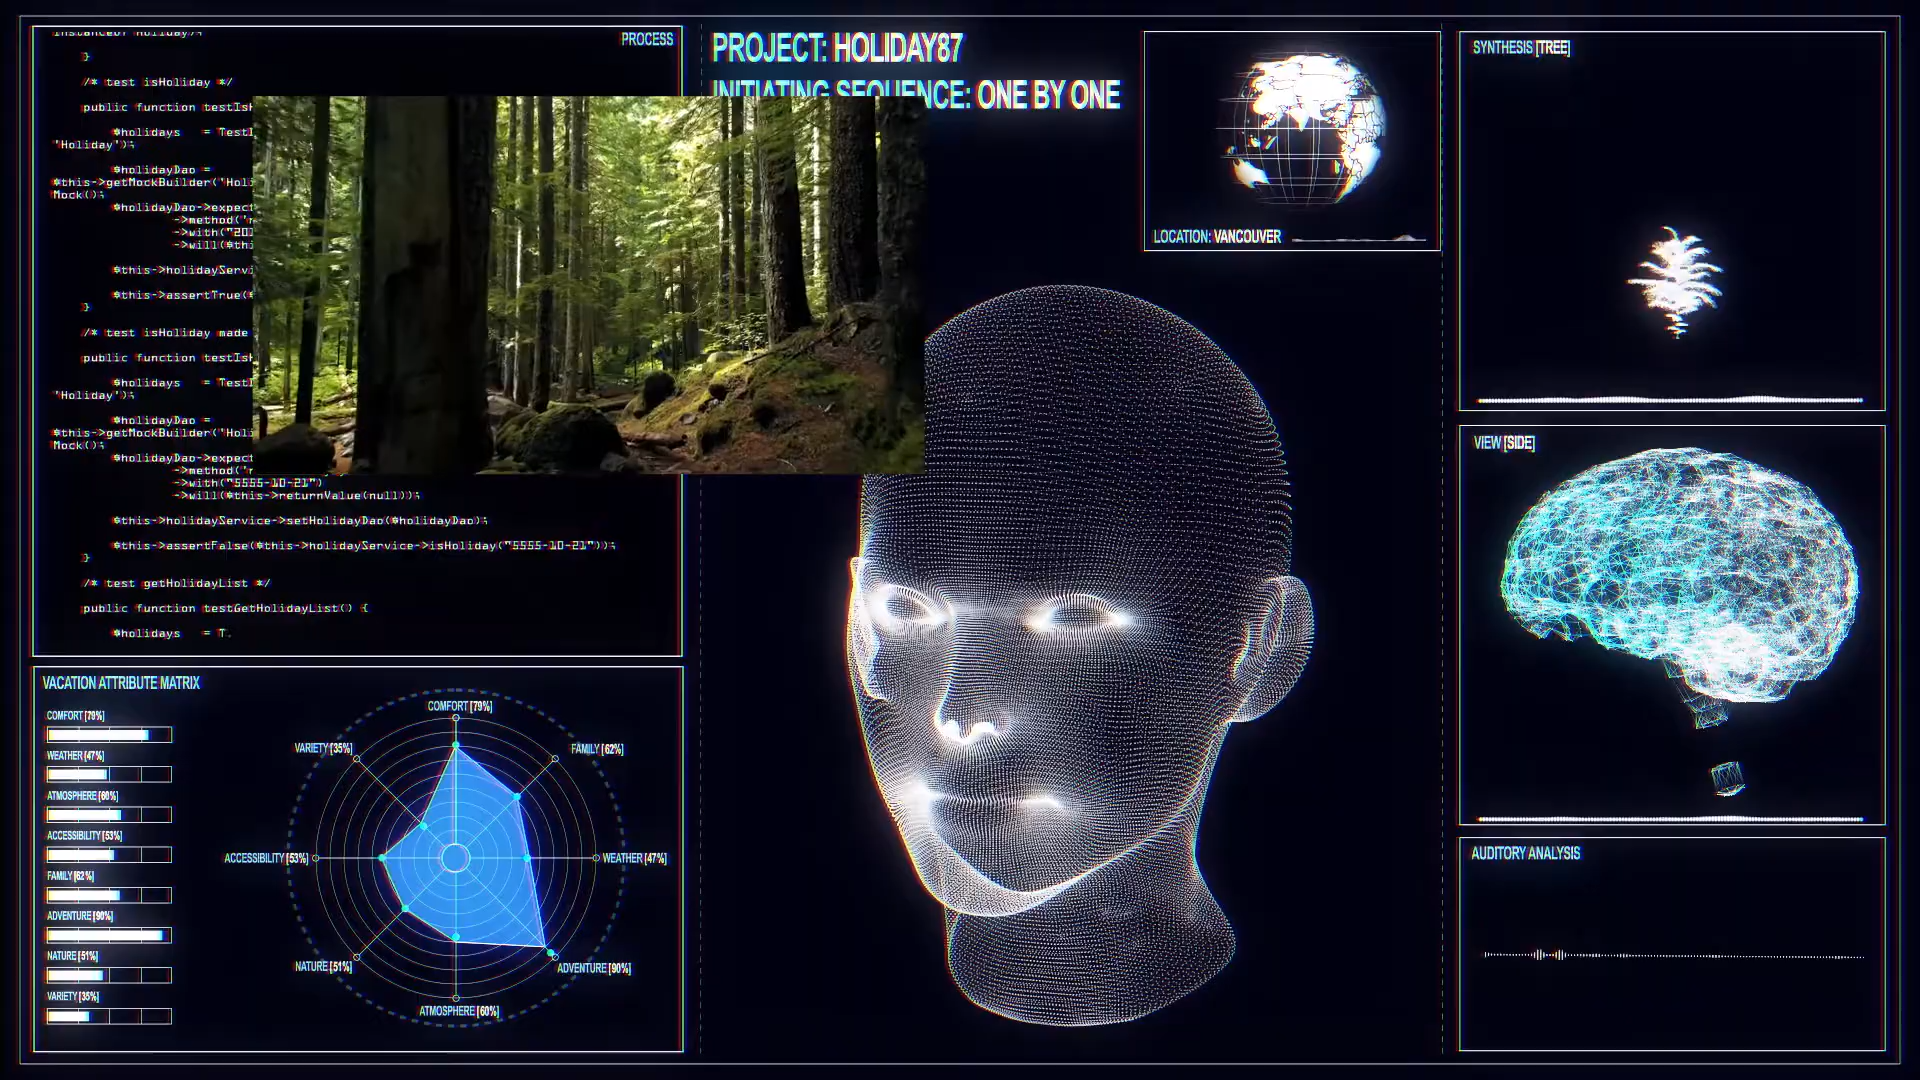 PROCESS
instanceof Holiday);
}
/* test isHoliday */
public function testIsH
$holidays = TestI
'Holiday');
$holidayDao =
$this->getMockBuilder('Holi
Mock();
$holidayDao->expect
->method('
->with("201
->will($thi
$this->holidayServi
$this->assertTrue($
}
/* test isHoliday made
public function testIsH
$holidays = TestI
'Holiday');
$holidayDao =
$this->getMockBuilder('Holi
Mock();
$holidayDao->expect
->method('
->with("5555-10-21")
->will($this->returnValue(null));
$this->holidayService->setHolidayDao($holidayDao);
$this->assertFalse($this->holidayService->isHoliday("5555-10-21"));
}
/* test getHolidayList */
public function testGetHolidayList() {
$holidays = T
PROJECT: HOLIDAY87
INITIATING SEQUENCE: ONE BY ONE
LOCATION: VANCOUVER
SYNTHESIS [TREE]
VIEW [SIDE]
AUDITORY ANALYSIS
VACATION ATTRIBUTE MATRIX
COMFORT [79%]
WEATHER [47%]
ATMOSPHERE [60%]
ACCESSIBILITY [53%]
FAMILY [62%]
ADVENTURE [90%]
NATURE [51%]
VARIETY [35%]
COMFORT [79%]
VARIETY [35%]
FAMILY [62%]
ACCESSIBILITY [53%]
WEATHER [47%]
NATURE [51%]
ADVENTURE [90%]
ATMOSPHERE [60%]